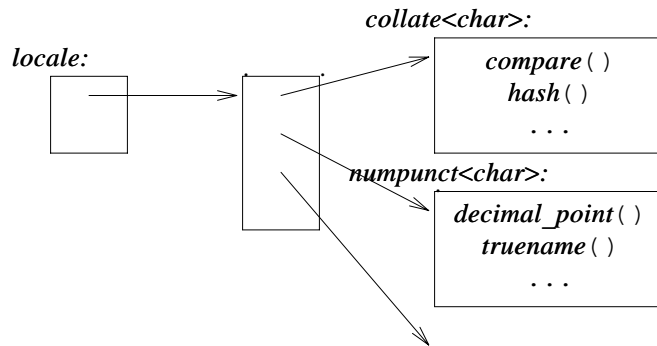 collate<char>:
locale:
compare()
hash()
. . .
numpunct<char>:
decimal_point()
truename()
. . .